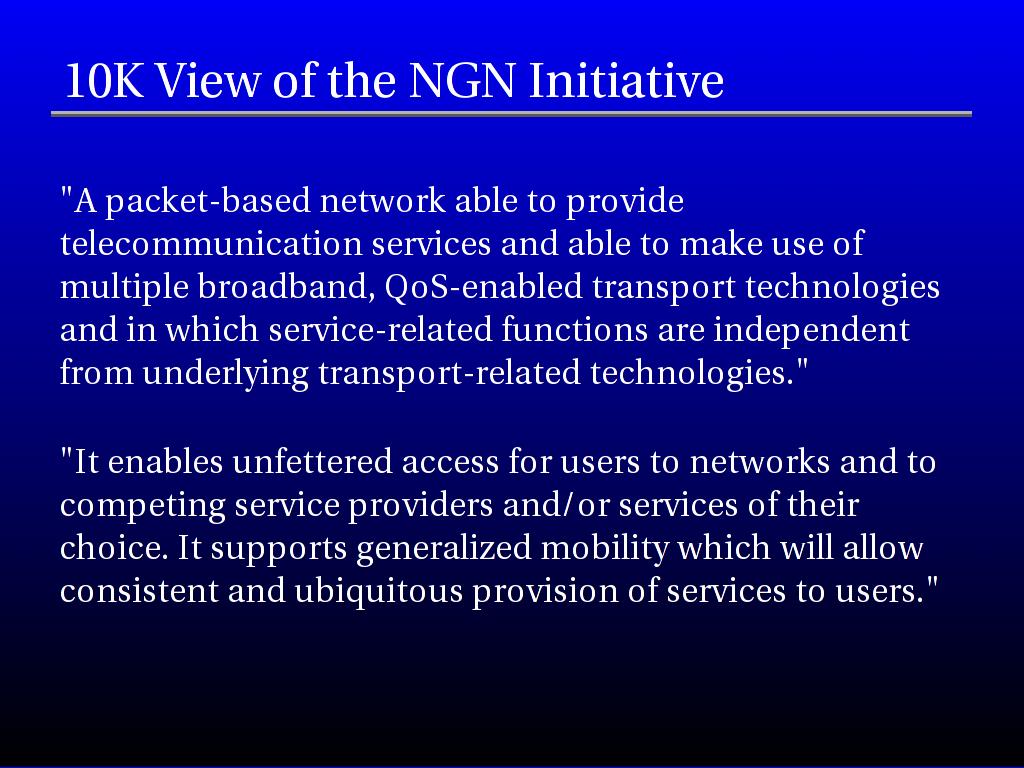 10K View of the NGN Initiative
"A packet-based network able to provide
telecommunication services and able to make use of
multiple broadband, QoS-enabled transport technologies
and in which service-related functions are independent
from underlying transport-related technologies."
"It enables unfettered access for users to networks and to
competing service providers and/or services of their
choice. It supports generalized mobility which will allow
consistent and ubiquitous provision of services to users."